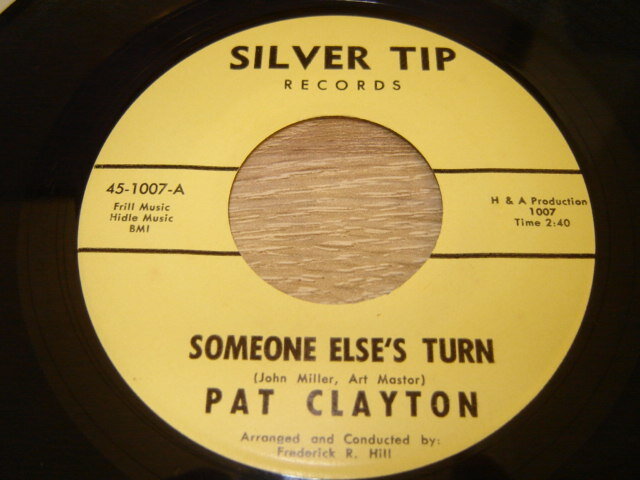 SILVER TIP
RECORDS
45-1007-A
Frill Music
Hidle Music
BMI
H & A Production
1007
Time 2:40
SOMEONE ELSE'S TURN
(John Miller, Art Mastor)
PAT CLAYTON
Arranged and Conducted by:
Frederick R. Hill